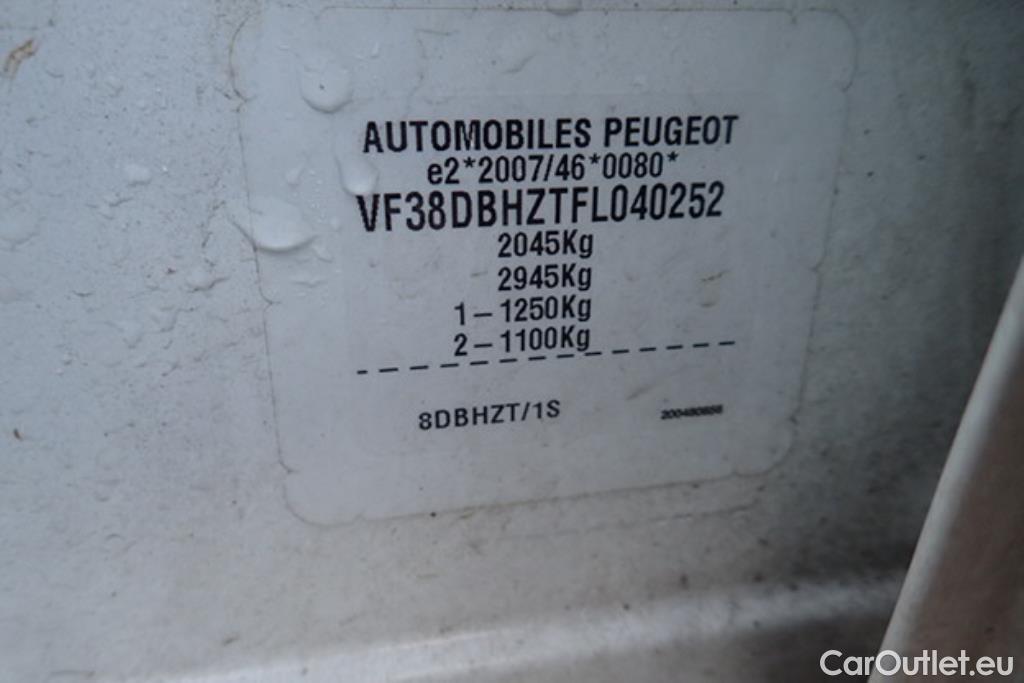 AUTOMOBILES PEUGEOT
e2*2007/46*0080*
VF38DBHZTFL040252
2045Kg
2945Kg
1-1250Kg
2-1100Kg
8DBHZT/1S
CarOutlet.eu